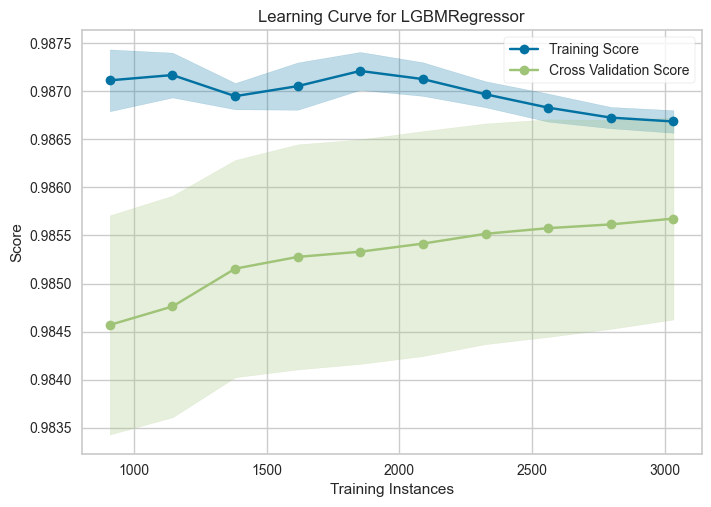 Learning Curve for LGBMRegressor
Training Score
Cross Validation Score
0.9875
0.9870
0.9865
0.9860
0.9855
0.9850
0.9845
0.9840
0.9835
Score
1000
1500
2000
2500
3000
Training Instances